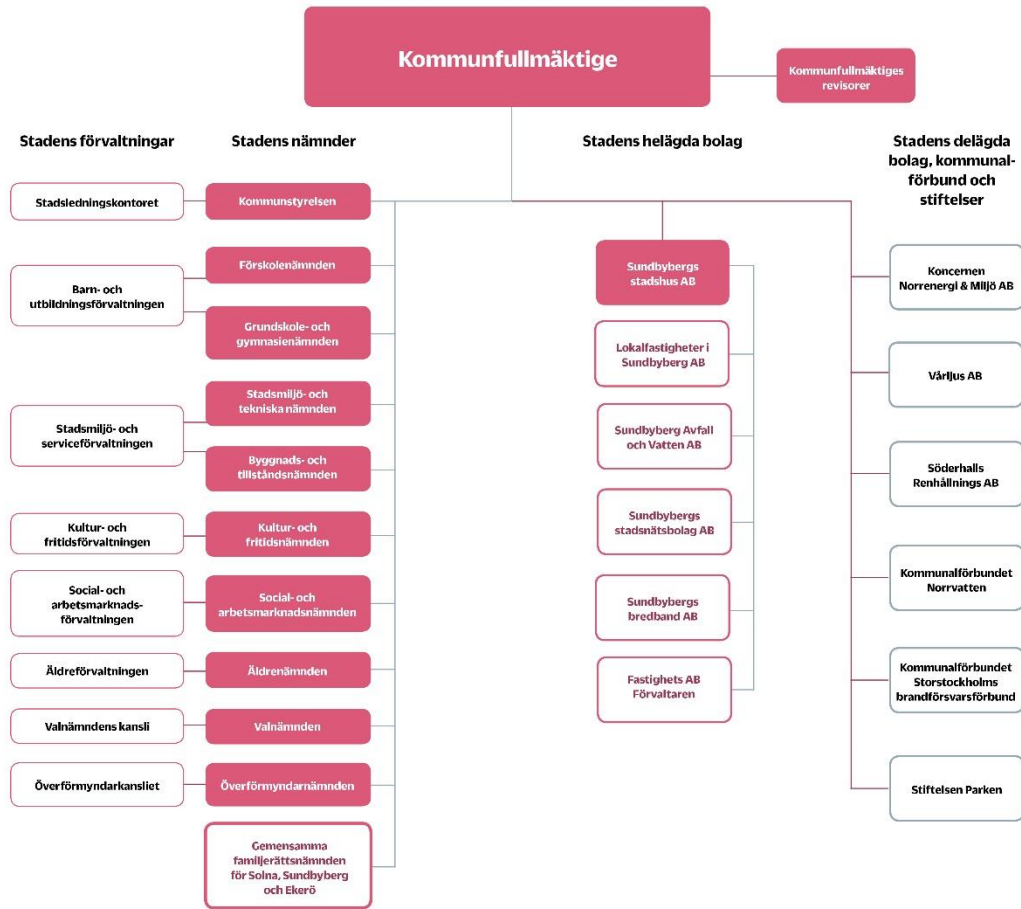 Kommunfullmäktige
Kommunfullmäktiges
revisorer
Stadens förvaltningar
Stadens nämnder
Stadens helägda bolag
Stadens delägda
bolag, kommunal-
förbund och
stiftelser
Stadsledningskontoret
Barn- och
utbildningsförvaltningen
Stadsmiljö- och
serviceförvaltningen
Kultur- och
fritidsförvaltningen
Social- och
arbetsmarknads-
förvaltningen
Äldreförvaltningen
Valnämndens kansli
Överförmyndarkansliet
Kommunstyrelsen
Förskolenämnden
Grundskole- och
gymnasienämnden
Stadsmiljö- och
tekniska nämnden
Byggnads- och
tillståndsnämnden
Kultur- och
fritidsnämnden
Social- och
arbetsmarknadsnämnden
Äldrenämnden
Valnämnden
Överförmyndarnämnden
Gemensamma
familjerättsnämnden
för Solna, Sundbyberg
och Ekerö
Sundbybergs
stadshus AB
Lokalfastigheter i
Sundbyberg AB
Sundbyberg Avfall
och Vatten AB
Sundbybergs
stadsnätsbolag AB
Sundbybergs
bredband AB
Fastighets AB
Förvaltaren
Koncernen
Norrenergi & Miljö AB
Vårljus AB
Söderhalls
Renhållnings AB
Kommunalförbundet
Norrvatten
Kommunalförbundet
Storstockholms
brandförsvarsförbund
Stiftelsen Parken